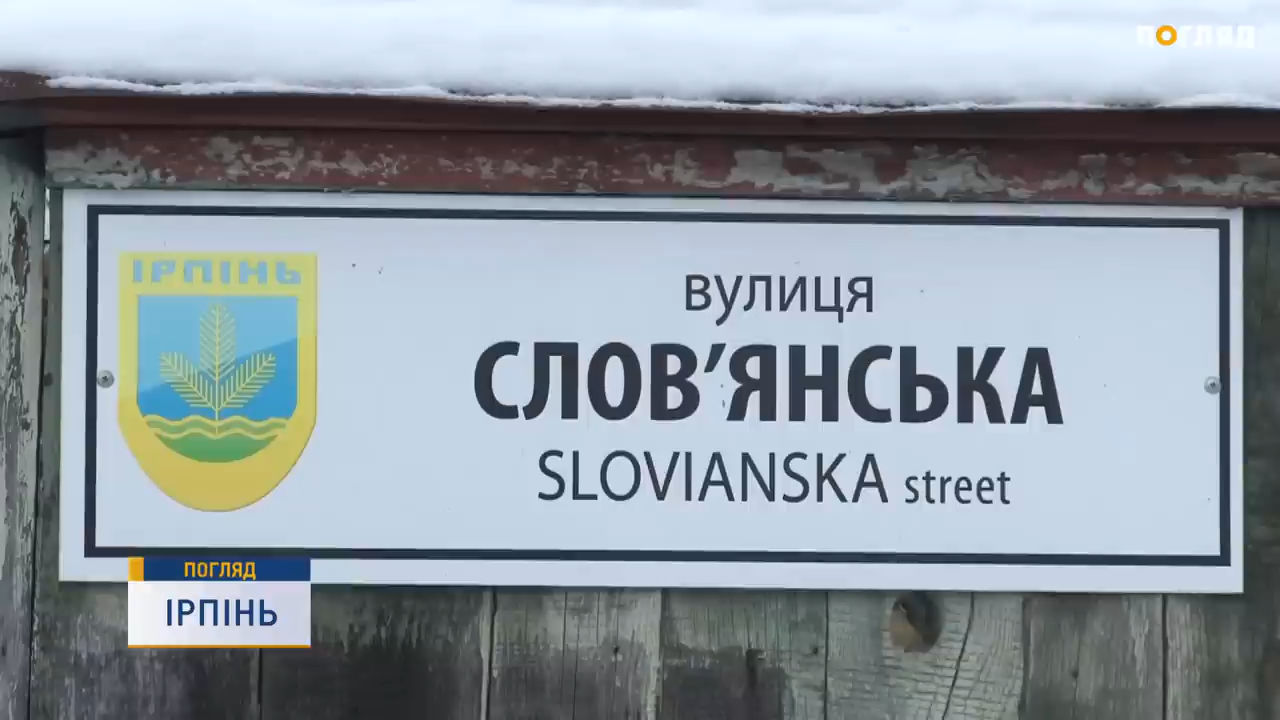 ПОГЛЯД
ІРПІНЬ
вулиця
СЛОВ’ЯНСЬКА
SLOVIANSKA street
ПОГЛЯД
ІРПІНЬ